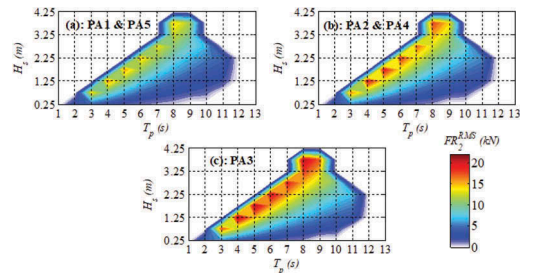 (a): PA1 & PA5
H_s (m)
4.25
3.25
2.25
1.25
0.25
1 2 3 4 5 6 7 8 9 10 11 12 13
T_p (s)
(b): PA2 & PA4
H_s (m)
4.25
3.25
2.25
1.25
0.25
1 2 3 4 5 6 7 8 9 10 11 12 13
T_p (s)
(c): PA3
H_s (m)
4.25
3.25
2.25
1.25
0.25
1 2 3 4 5 6 7 8 9 10 11 12 13
T_p (s)
FR_2^RMS (kN)
20
15
10
5
0